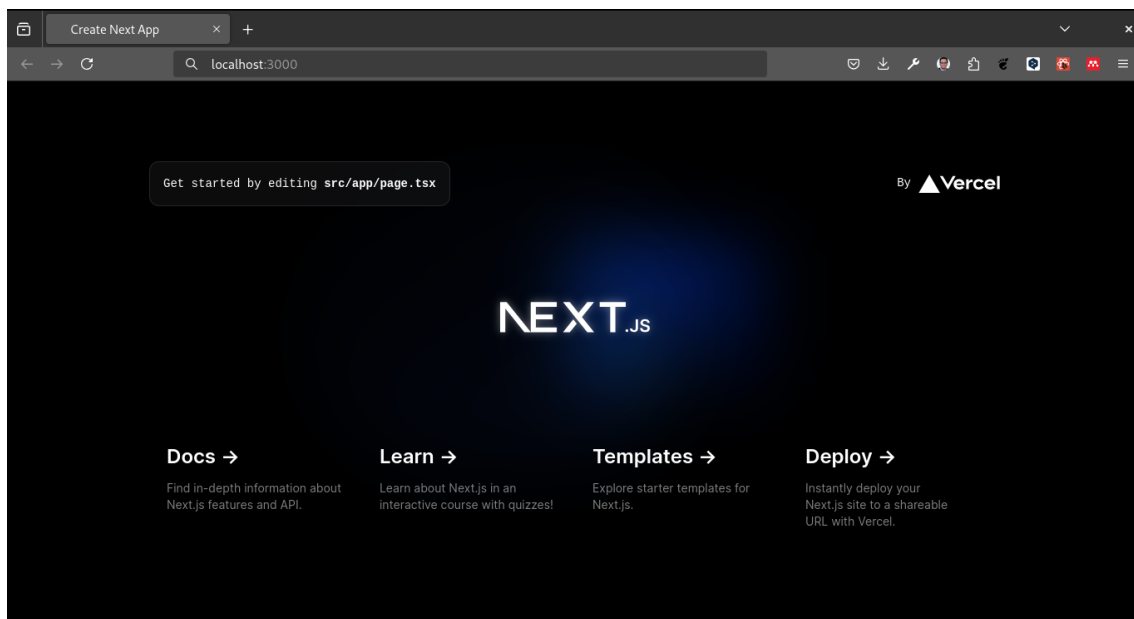 Create Next App
localhost:3000
Get started by editing src/app/page.tsx
By Vercel
NEXT.JS
Docs →
Find in-depth information about
Next.js features and API.
Learn →
Learn about Next.js in an
interactive course with quizzes!
Templates →
Explore starter templates for
Next.js.
Deploy →
Instantly deploy your
Next.js site to a shareable
URL with Vercel.